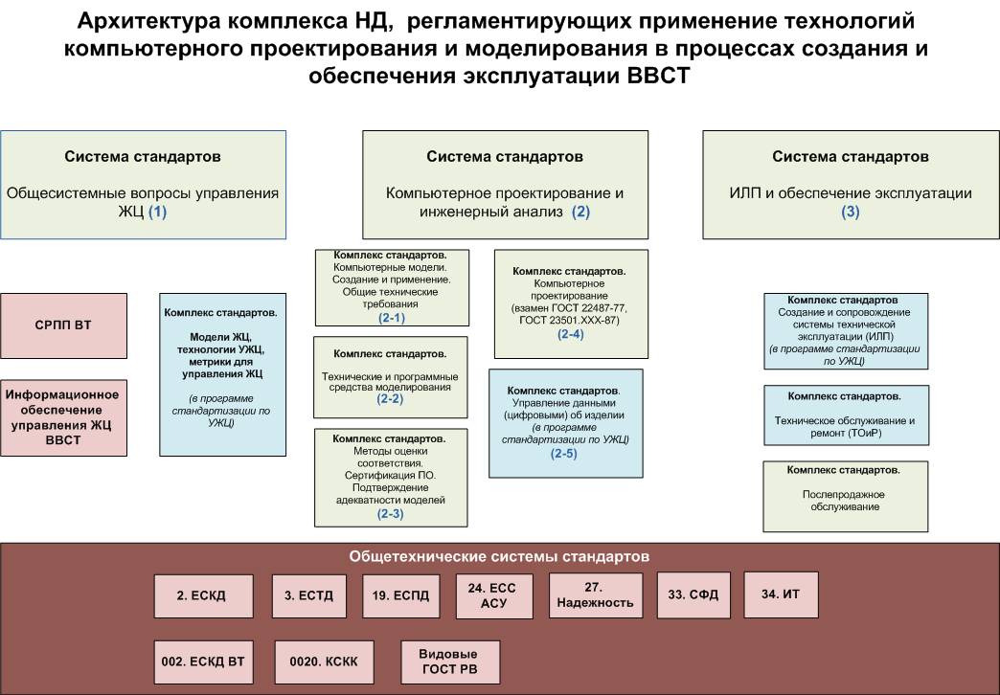 Архитектура комплекса НД, регламентирующих применение технологий
компьютерного проектирования и моделирования в процессах создания и
обеспечения эксплуатации ВВСТ
Система стандартов
Общесистемные вопросы управления
ЖЦ (1)
Система стандартов
Компьютерное проектирование и
инженерный анализ (2)
Система стандартов
ИЛП и обеспечение эксплуатации
(3)
СРПП ВТ
Информационное
обеспечение
управления ЖЦ
ВВСТ
Комплекс стандартов.
Модели ЖЦ,
технологии УЖЦ,
метрики для
управления ЖЦ
(в программе
стандартизации по
УЖЦ)
Комплекс стандартов.
Компьютерные модели.
Создание и применение.
Общие технические
требования
(2-1)
Комплекс стандартов.
Технические и программные
средства моделирования
(2-2)
Комплекс стандартов.
Методы оценки
соответствия.
Сертификация ПО.
Подтверждение
адекватности моделей
(2-3)
Комплекс стандартов.
Компьютерное
проектирование
(взамен ГОСТ 22487-77,
ГОСТ 23501.ХХХ-87)
(2-4)
Комплекс стандартов.
Управление данными
(цифровыми) об изделии
(в программе
стандартизации по УЖЦ)
(2-5)
Комплекс стандартов
Создание и сопровождение
системы технической
эксплуатации (ИЛП)
(в программе стандартизации
по УЖЦ)
Комплекс стандартов.
Техническое обслуживание и
ремонт (ТОиР)
Комплекс стандартов.
Послепродажное
обслуживание
Общетехнические системы стандартов
2. ЕСКД
3. ЕСТД
19. ЕСПД
24. ЕСС
АСУ
27.
Надежность
33. СФД
34. ИТ
002. ЕСКД ВТ
0020. КСКК
Видовые
ГОСТ РВ